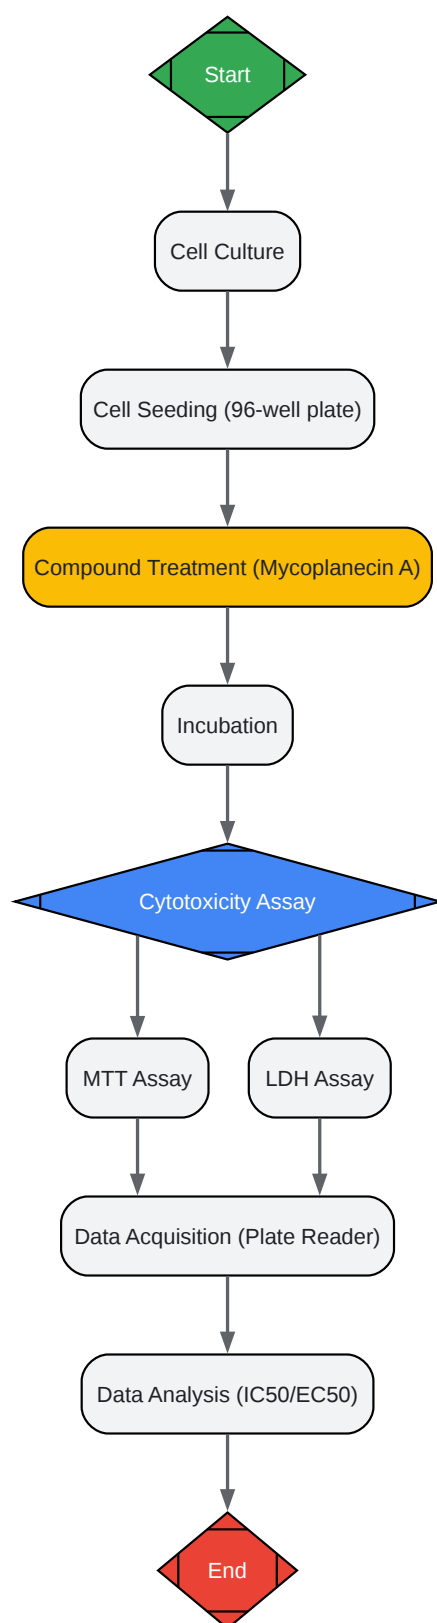 Start
Cell Culture
Cell Seeding (96-well plate)
Compound Treatment (Mycoplanecin A)
Incubation
Cytotoxicity Assay
MTT Assay
LDH Assay
Data Acquisition (Plate Reader)
Data Analysis (IC50/EC50)
End